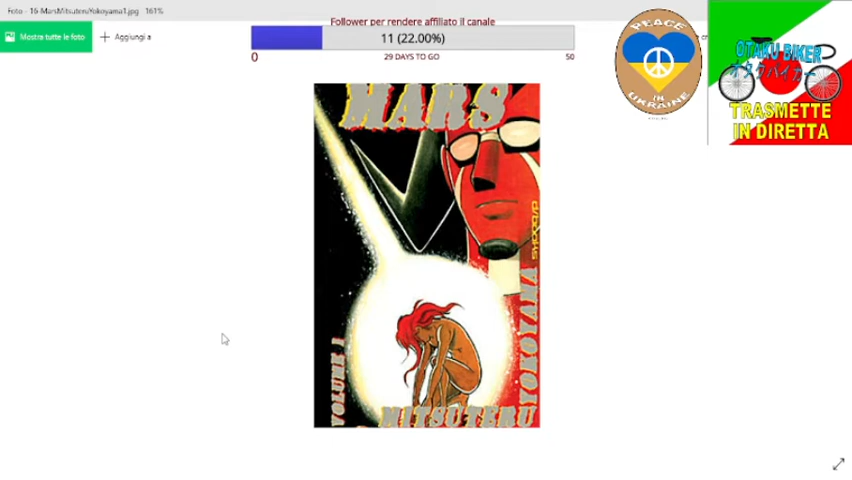 Foto - 16-MarsMitsuteruYokoyama1.jpg   161%
Mostra tutte le foto
Aggiungi a
Follower per rendere affiliato il canale
11 (22.00%)
0
29 DAYS TO GO
50
PEACE
IN
UKRAINE
OTAKU BIKER
オタクバイカー
TRASMETTE
IN DIRETTA
MARS
d/books
VOLUME 1
MITSUTERU
YOKOYAMA